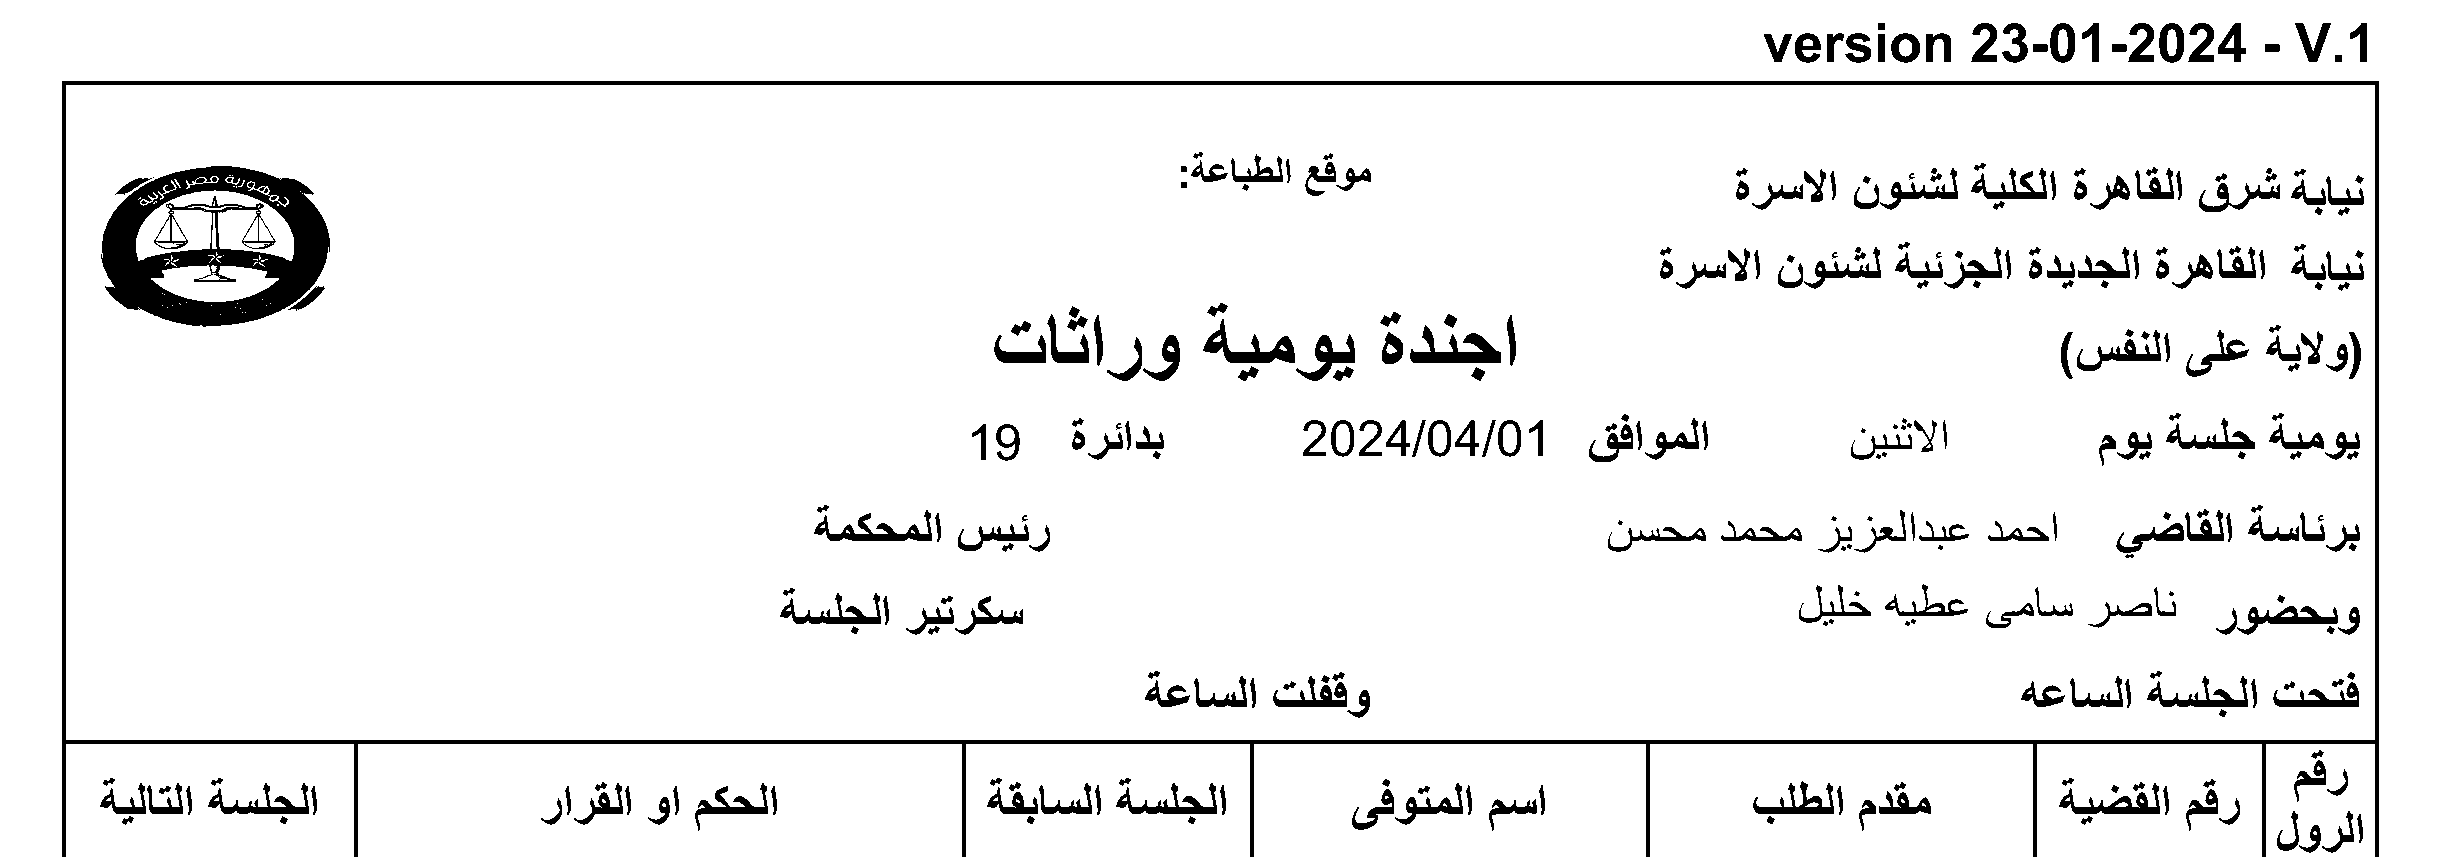 version 23-01-2024 - V.1
جمهورية مصر العربية
موقع الطباعة:
نيابة شرق القاهرة الكلية لشئون الاسرة
نيابة القاهرة الجديدة الجزئية لشئون الاسرة
اجندة يومية وراثات
(ولاية على النفس)
يومية جلسة يوم الاثنين الموافق 2024/04/01 بدائرة 19
برئاسة القاضي احمد عبدالعزيز محمد محسن رئيس المحكمة
وبحضور ناصر سامى عطيه خليل سكرتير الجلسة
فتحت الجلسة الساعه وقفلت الساعة
رقم الرول رقم القضية مقدم الطلب اسم المتوفى الجلسة السابقة الحكم او القرار الجلسة التالية